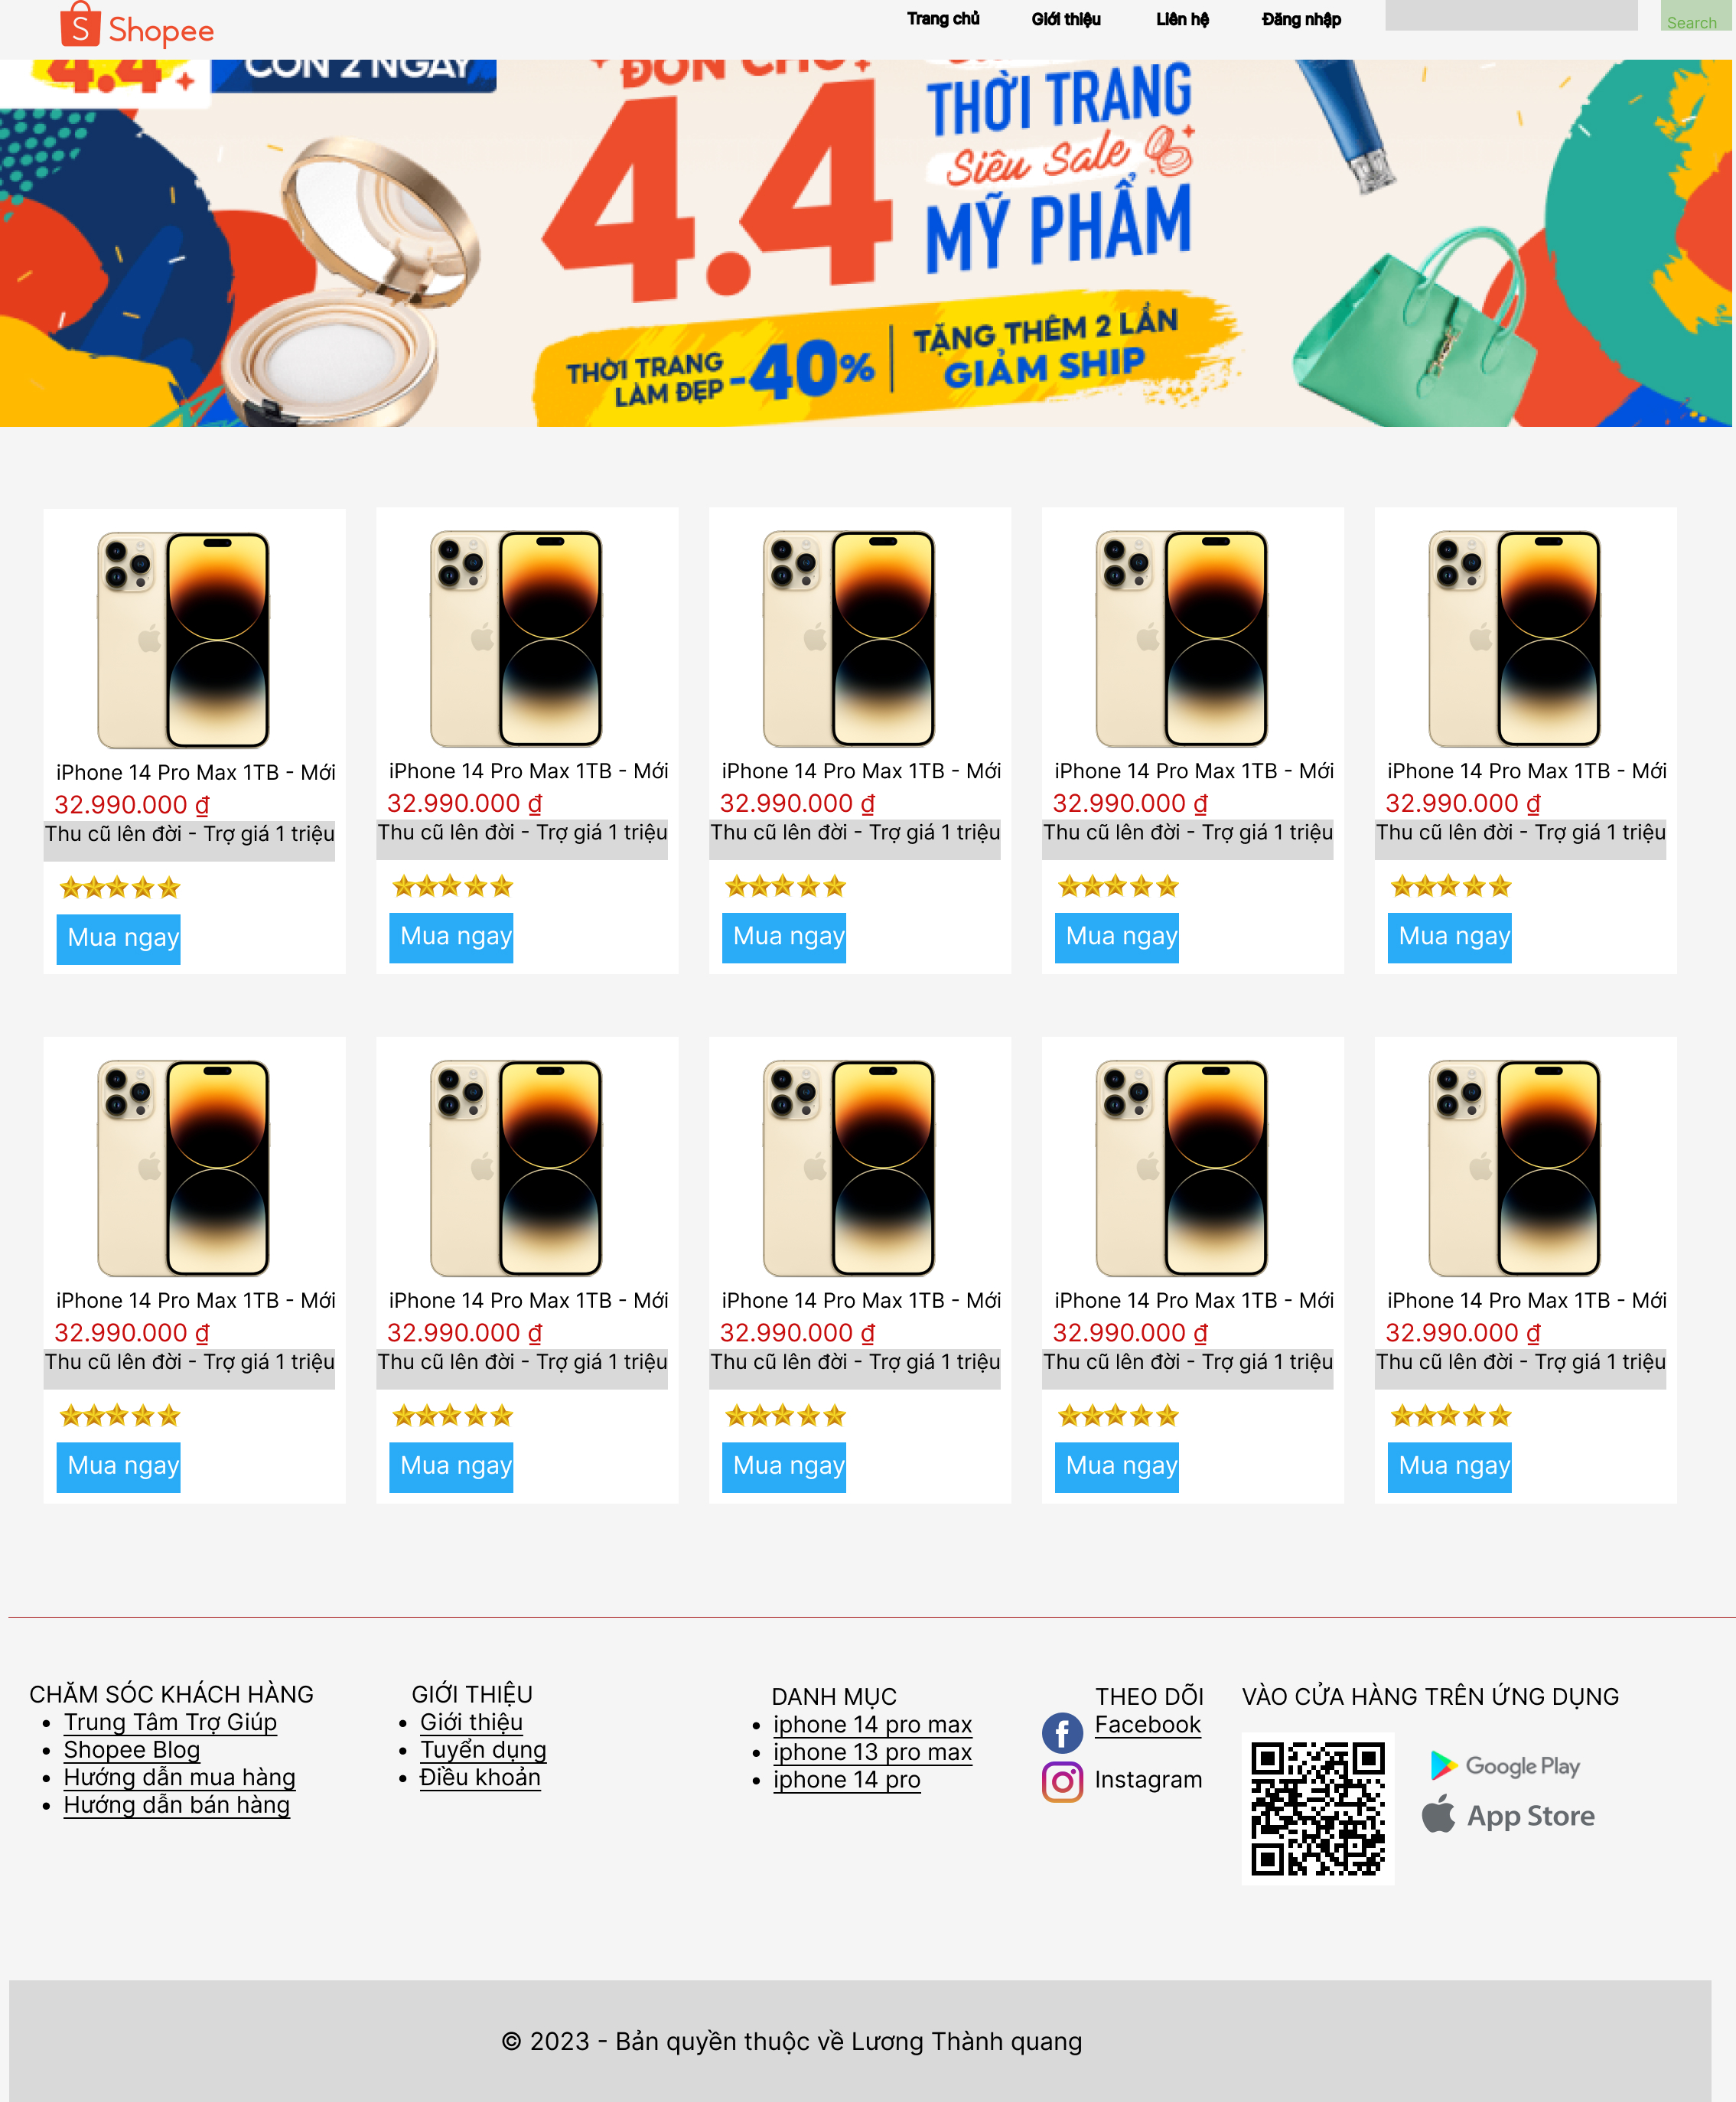 Shopee
Trang chủ
Giới thiệu
Liên hệ
Đăng nhập
Search
4.4
CÒN 2 NGÀY
ĐÓN CHỜ
4.4
THỜI TRANG
Siêu Sale
MỸ PHẨM
THỜI TRANG
LÀM ĐẸP
-40%
TẶNG THÊM 2 LẦN
GIẢM SHIP
iPhone 14 Pro Max 1TB - Mới
32.990.000 ₫
Thu cũ lên đời - Trợ giá 1 triệu
Mua ngay
iPhone 14 Pro Max 1TB - Mới
32.990.000 ₫
Thu cũ lên đời - Trợ giá 1 triệu
Mua ngay
iPhone 14 Pro Max 1TB - Mới
32.990.000 ₫
Thu cũ lên đời - Trợ giá 1 triệu
Mua ngay
iPhone 14 Pro Max 1TB - Mới
32.990.000 ₫
Thu cũ lên đời - Trợ giá 1 triệu
Mua ngay
iPhone 14 Pro Max 1TB - Mới
32.990.000 ₫
Thu cũ lên đời - Trợ giá 1 triệu
Mua ngay
iPhone 14 Pro Max 1TB - Mới
32.990.000 ₫
Thu cũ lên đời - Trợ giá 1 triệu
Mua ngay
iPhone 14 Pro Max 1TB - Mới
32.990.000 ₫
Thu cũ lên đời - Trợ giá 1 triệu
Mua ngay
iPhone 14 Pro Max 1TB - Mới
32.990.000 ₫
Thu cũ lên đời - Trợ giá 1 triệu
Mua ngay
iPhone 14 Pro Max 1TB - Mới
32.990.000 ₫
Thu cũ lên đời - Trợ giá 1 triệu
Mua ngay
iPhone 14 Pro Max 1TB - Mới
32.990.000 ₫
Thu cũ lên đời - Trợ giá 1 triệu
Mua ngay
CHĂM SÓC KHÁCH HÀNG
Trung Tâm Trợ Giúp
Shopee Blog
Hướng dẫn mua hàng
Hướng dẫn bán hàng
GIỚI THIỆU
Giới thiệu
Tuyển dụng
Điều khoản
DANH MỤC
iphone 14 pro max
iphone 13 pro max
iphone 14 pro
THEO DÕI
Facebook
Instagram
VÀO CỬA HÀNG TRÊN ỨNG DỤNG
Google Play
App Store
© 2023 - Bản quyền thuộc về Lương Thành quang